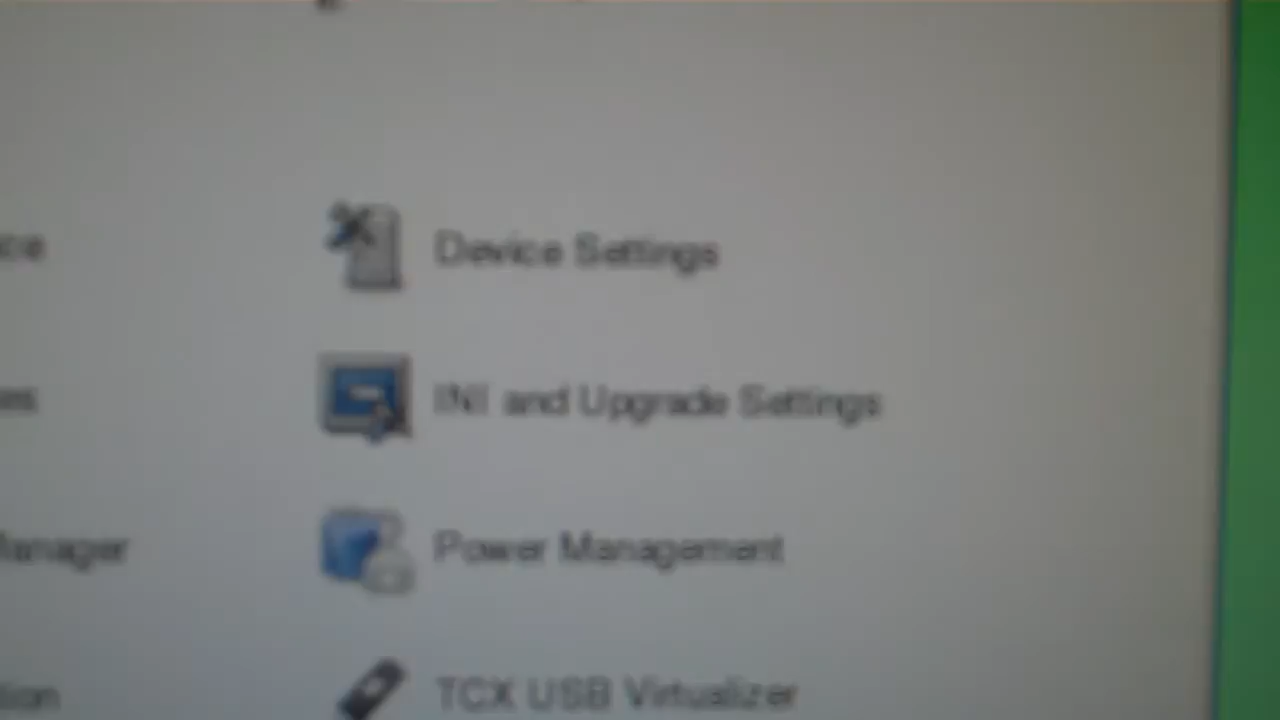 Device Settings
INI and Upgrade Settings
Power Management
TCX USB Virtualizer